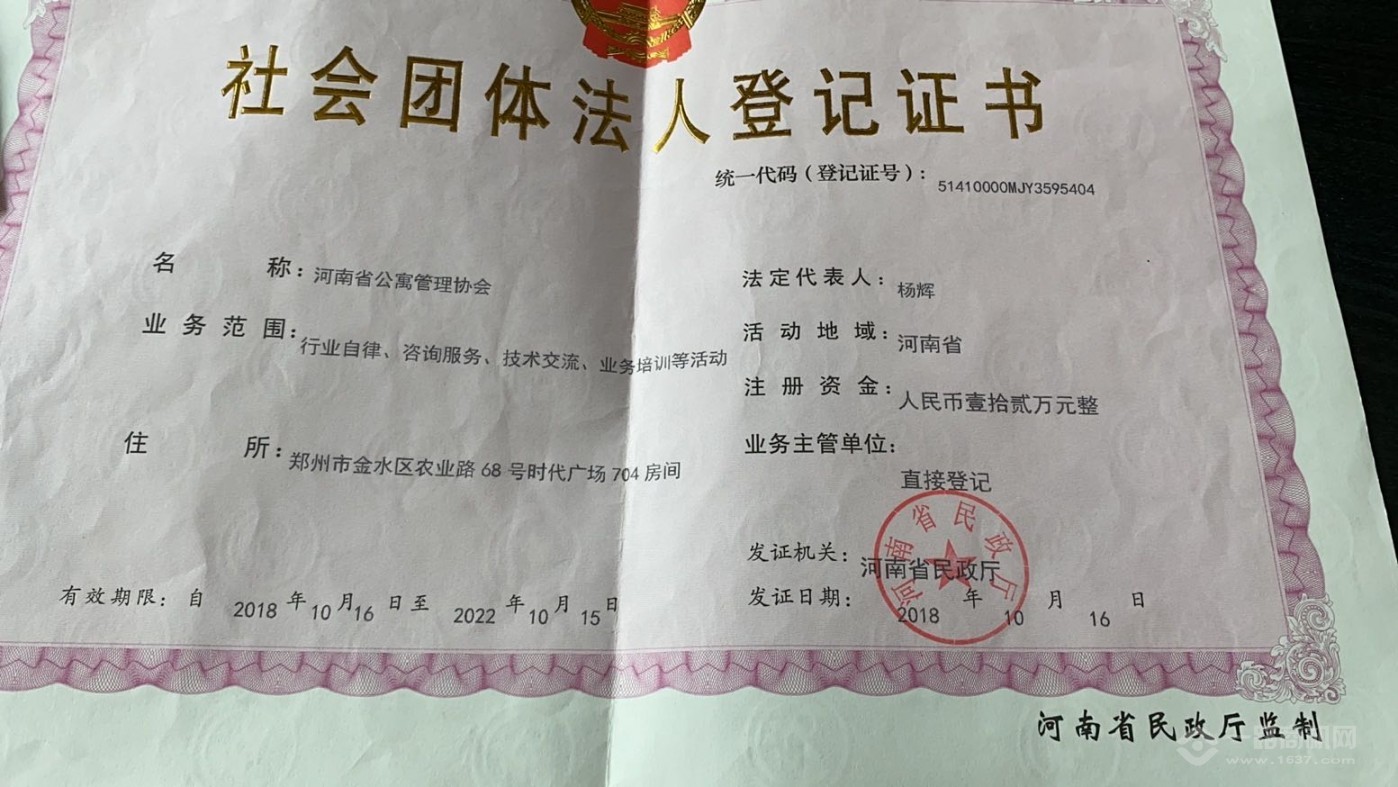 社会团体法人登记证书
统一代码（登记证号）：51410000MJY3595404
名称：河南省公寓管理协会
业务范围：行业自律、咨询服务、技术交流、业务培训等活动
住所：郑州市金水区农业路68号时代广场704房间
有效期限：自2018年10月16日至2022年10月15日
法定代表人：杨辉
活动地域：河南省
注册资金：人民币壹拾贰万元整
业务主管单位：
直接登记
发证机关：河南省民政厅
发证日期：2018年10月16日
河南省民政厅
河南省民政厅监制
一路商机网
www.1637.com